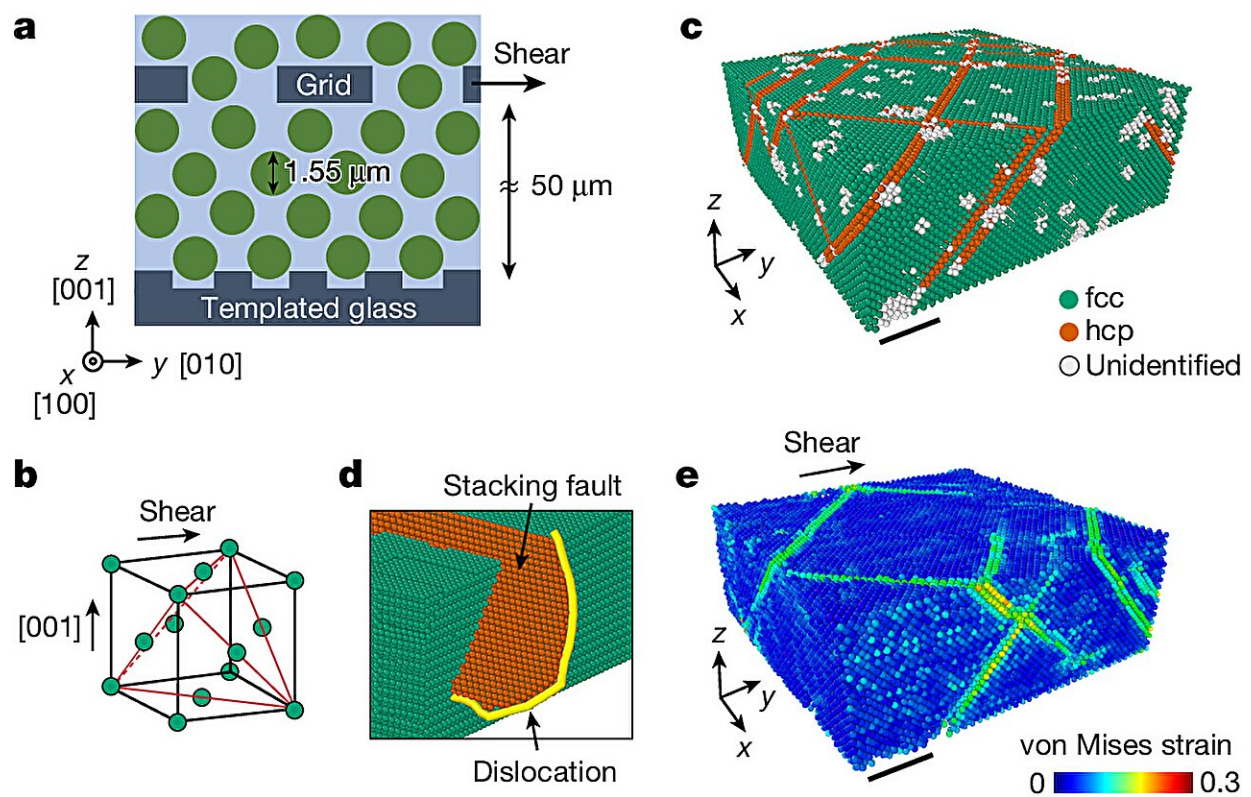 a
Shear
Grid
1.55 μm
≈ 50 μm
z
[001]
Templated glass
x
y [010]
[100]
b
Shear
[001]
c
z
y
x
fcc
hcp
Unidentified
d
Stacking fault
Dislocation
e
Shear
z
y
x
von Mises strain
0
0.3